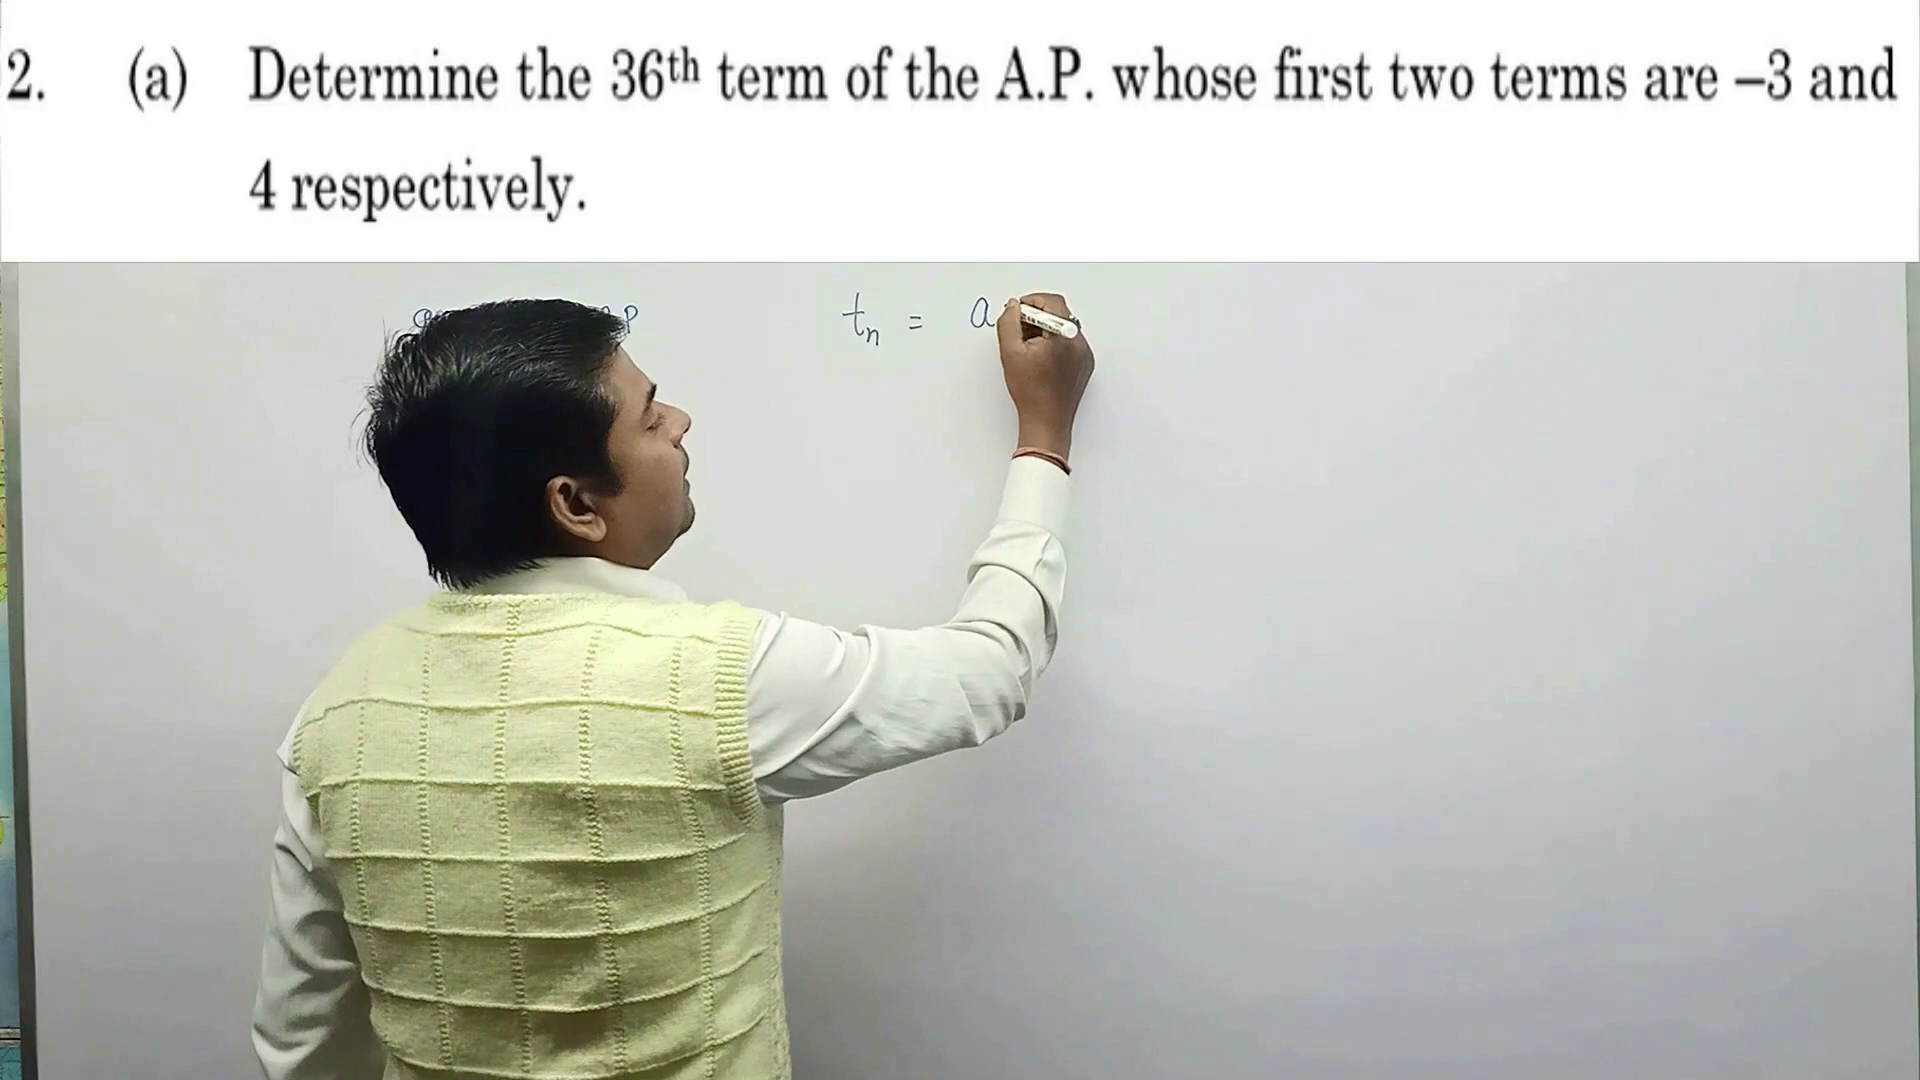 2. (a) Determine the 36th term of the A.P. whose first two terms are –3 and
4 respectively.
tn = a